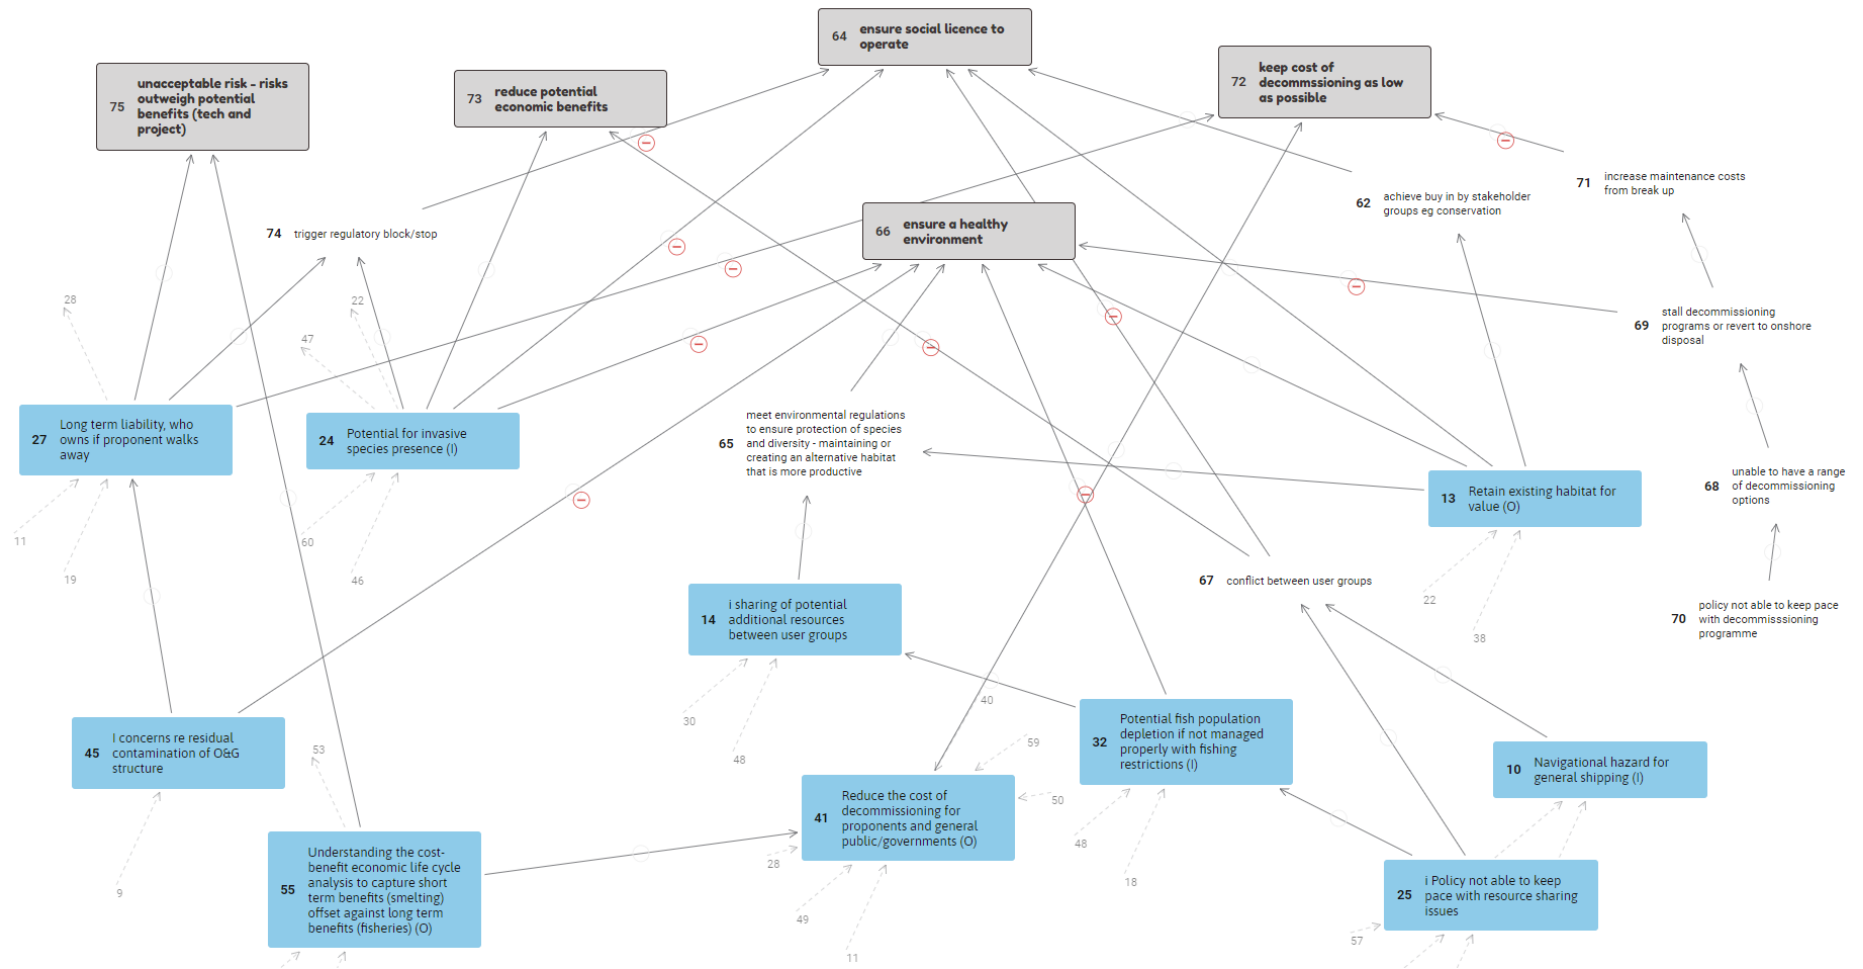 64 ensure social licence to
operate
75 unacceptable risk - risks
outweigh potential
benefits (tech and
project)
73 reduce potential
economic benefits
72 keep cost of
decommssioning as low
as possible
71 increase maintenance costs
from break up
62 achieve buy in by stakeholder
groups eg conservation
66 ensure a healthy
environment
74 trigger regulatory block/stop
28
22
47
69 stall decommissioning
programs or revert to onshore
disposal
27 Long term liability, who
owns if proponent walks
away
24 Potential for invasive
species presence (I)
65 meet environmental regulations
to ensure protection of species
and diversity - maintaining or
creating an alternative habitat
that is more productive
13 Retain existing habitat for
value (O)
68 unable to have a range
of decommissioning
options
11
19
60
46
67 conflict between user groups
22
38
14 i sharing of potential
additional resources
between user groups
70 policy not able to keep pace
with decommisssioning
programme
30
48
40
45 I concerns re residual
contamination of O&G
structure
53
59
32 Potential fish population
depletion if not managed
properly with fishing
restrictions (I)
10 Navigational hazard for
general shipping (I)
41 Reduce the cost of
decommissioning for
proponents and general
public/governments (O)
50
48
28
18
9
55 Understanding the cost-
benefit economic life cycle
analysis to capture short
term benefits (smelting)
offset against long term
benefits (fisheries) (O)
49
11
25 i Policy not able to keep
pace with resource sharing
issues
57